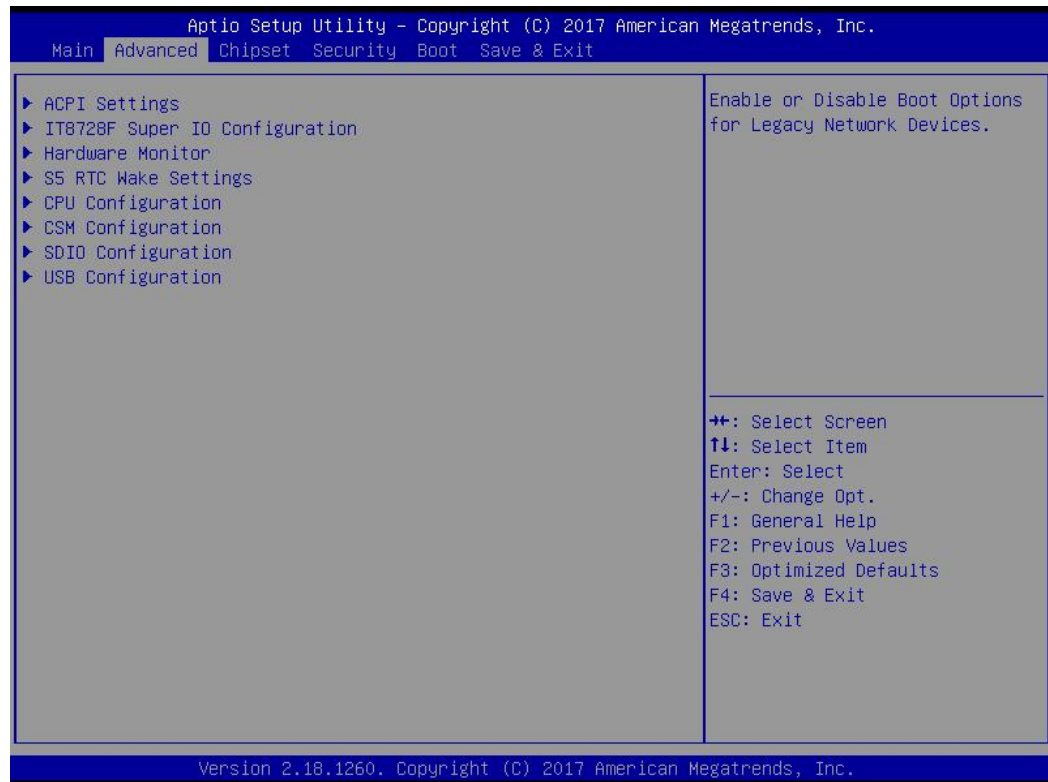 Aptio Setup Utility – Copyright (C) 2017 American Megatrends, Inc.
Main Advanced Chipset Security Boot Save & Exit
▶ ACPI Settings
▶ IT8728F Super IO Configuration
▶ Hardware Monitor
▶ S5 RTC Wake Settings
▶ CPU Configuration
▶ CSM Configuration
▶ SDIO Configuration
▶ USB Configuration
Enable or Disable Boot Options
for Legacy Network Devices.
→←: Select Screen
↑↓: Select Item
Enter: Select
+/-: Change Opt.
F1: General Help
F2: Previous Values
F3: Optimized Defaults
F4: Save & Exit
ESC: Exit
Version 2.18.1260. Copyright (C) 2017 American Megatrends, Inc.